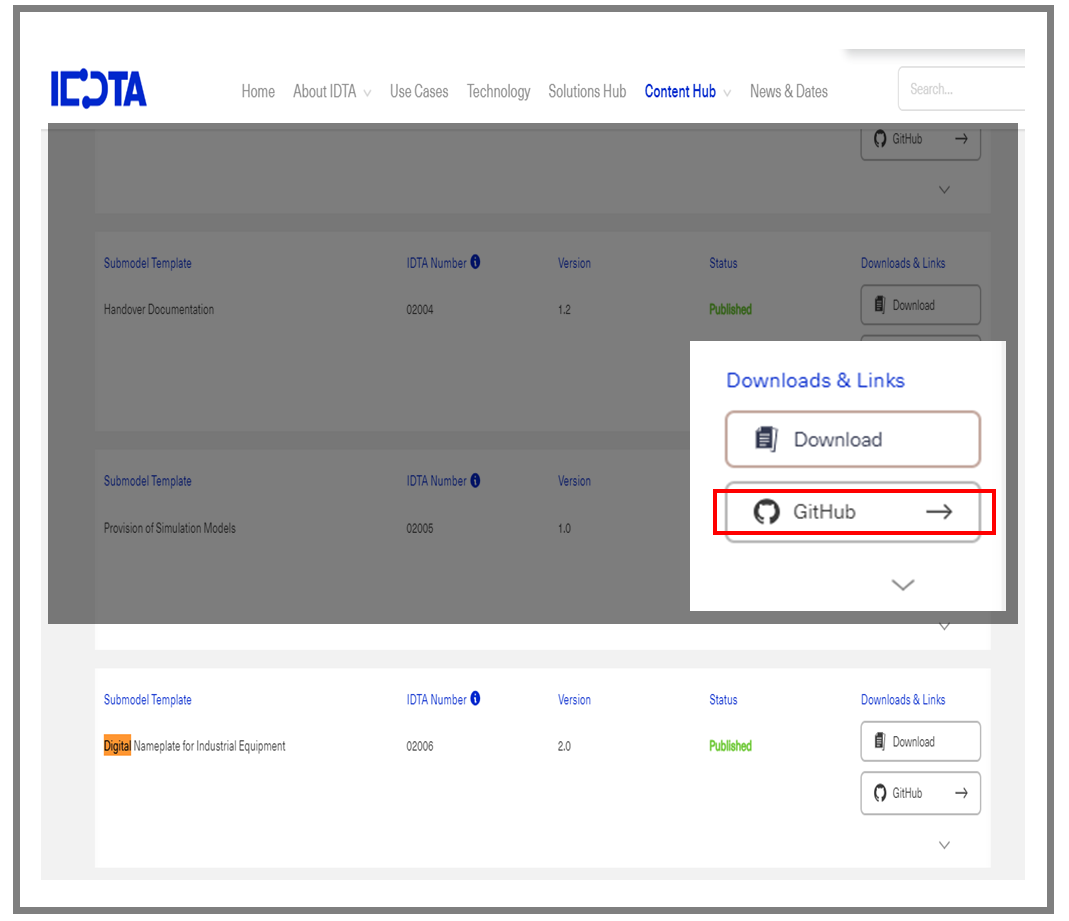 IDTA
Home About IDTA Use Cases Technology Solutions Hub Content Hub News & Dates Search...
GitHub
Submodel Template IDTA Number Version Status Downloads & Links
Handover Documentation 02004 1.2 Published Download
Downloads & Links
Download
GitHub
Submodel Template IDTA Number Version
Provision of Simulation Models 02005 1.0
Submodel Template IDTA Number Version Status Downloads & Links
Digital Nameplate for Industrial Equipment 02006 2.0 Published Download
GitHub